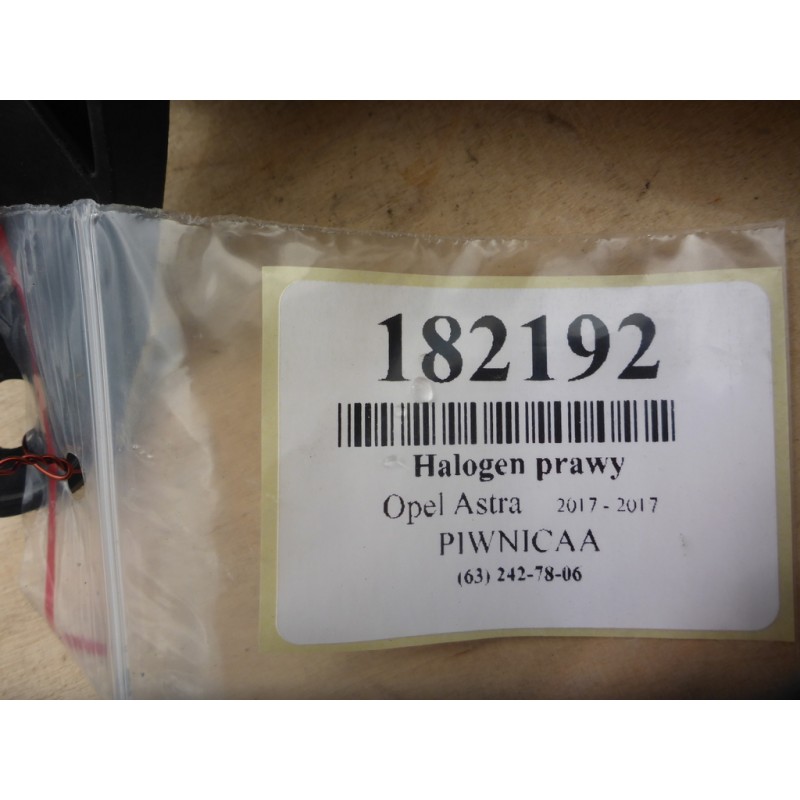 182192
Halogen prawy
Opel Astra 2017 - 2017
PIWNICAA
(63) 242-78-06